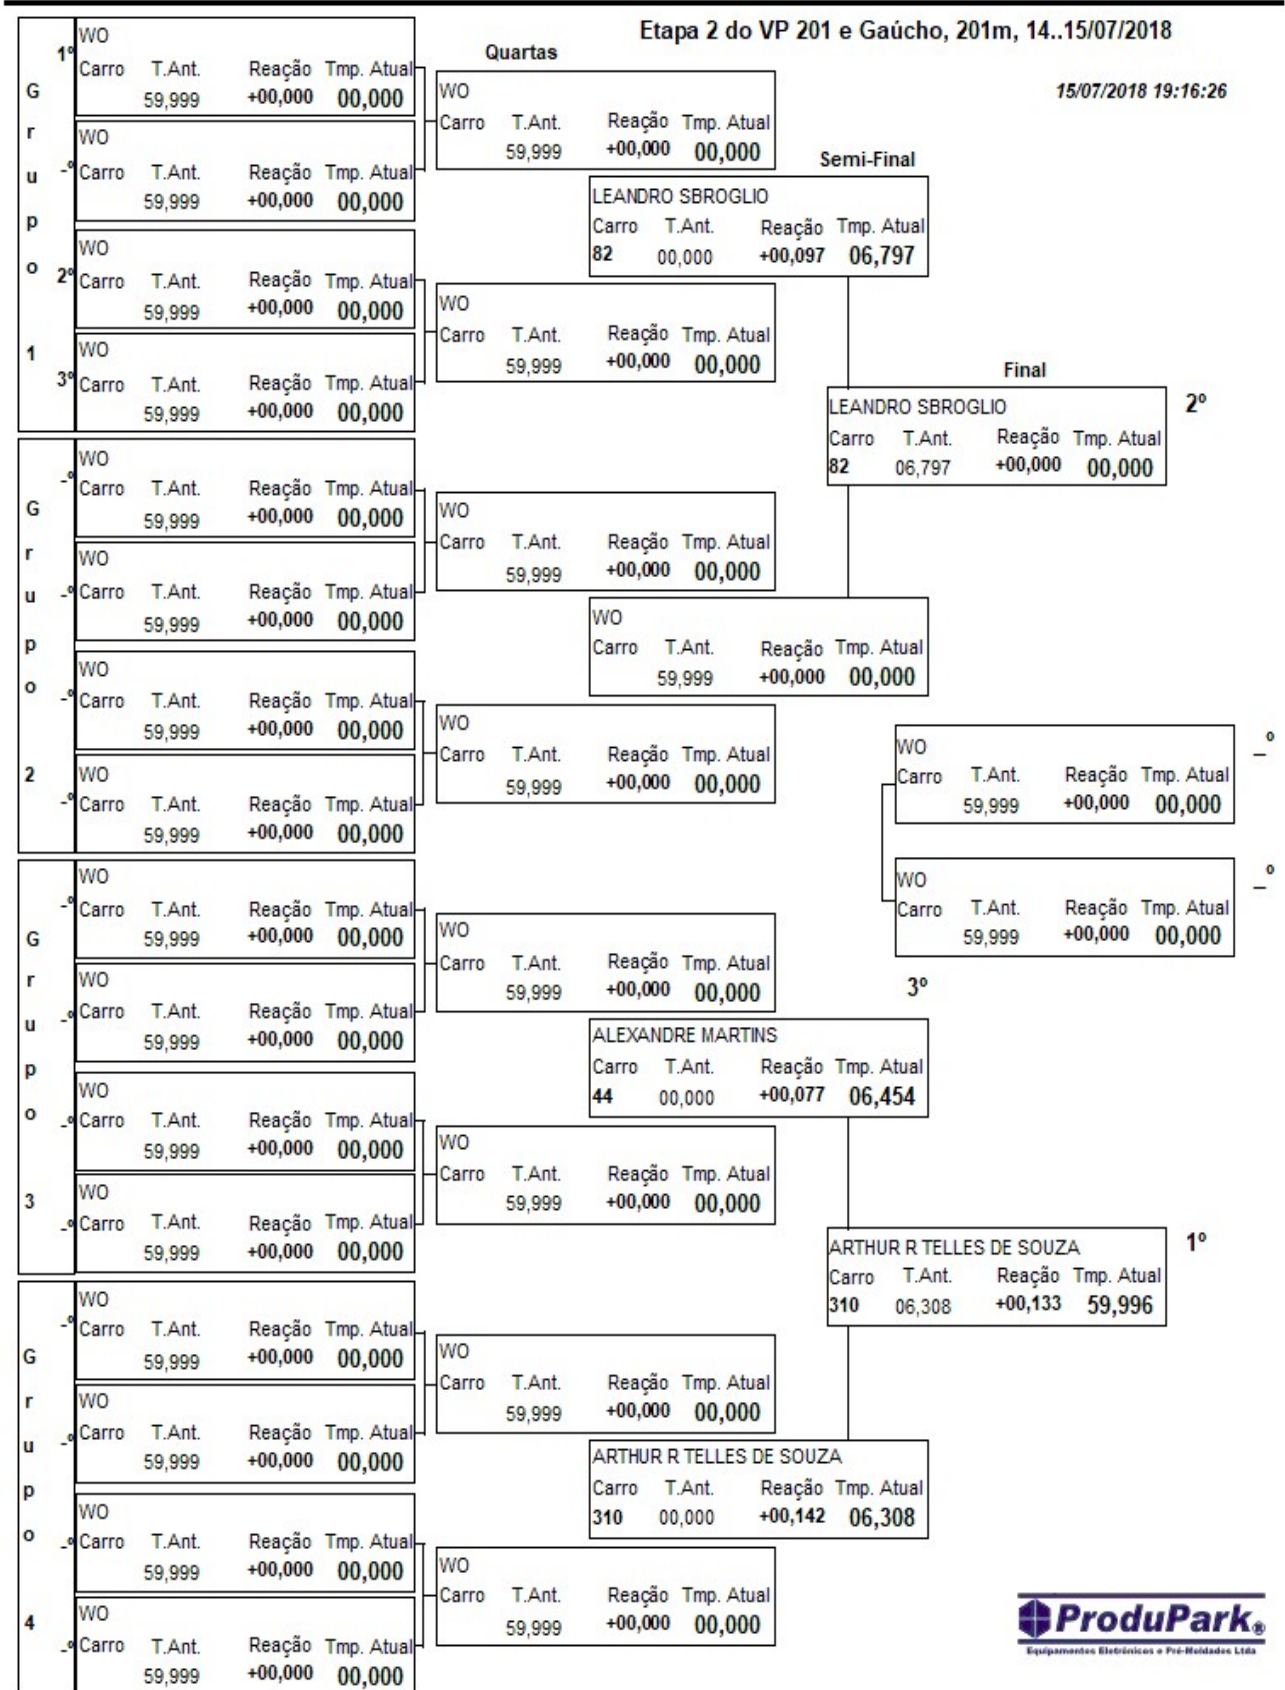 Etapa 2 do VP 201 e Gaúcho, 201m, 14..15/07/2018
15/07/2018 19:16:26
Grupo 1
1º
WO
Carro T.Ant. Reação Tmp. Atual
59,999 +00,000 00,000
-º
WO
Carro T.Ant. Reação Tmp. Atual
59,999 +00,000 00,000
2º
WO
Carro T.Ant. Reação Tmp. Atual
59,999 +00,000 00,000
3º
WO
Carro T.Ant. Reação Tmp. Atual
59,999 +00,000 00,000
Grupo 2
-º
WO
Carro T.Ant. Reação Tmp. Atual
59,999 +00,000 00,000
-º
WO
Carro T.Ant. Reação Tmp. Atual
59,999 +00,000 00,000
-º
WO
Carro T.Ant. Reação Tmp. Atual
59,999 +00,000 00,000
-º
WO
Carro T.Ant. Reação Tmp. Atual
59,999 +00,000 00,000
Grupo 3
-º
WO
Carro T.Ant. Reação Tmp. Atual
59,999 +00,000 00,000
-º
WO
Carro T.Ant. Reação Tmp. Atual
59,999 +00,000 00,000
-º
WO
Carro T.Ant. Reação Tmp. Atual
59,999 +00,000 00,000
-º
WO
Carro T.Ant. Reação Tmp. Atual
59,999 +00,000 00,000
Grupo 4
-º
WO
Carro T.Ant. Reação Tmp. Atual
59,999 +00,000 00,000
-º
WO
Carro T.Ant. Reação Tmp. Atual
59,999 +00,000 00,000
-º
WO
Carro T.Ant. Reação Tmp. Atual
59,999 +00,000 00,000
-º
WO
Carro T.Ant. Reação Tmp. Atual
59,999 +00,000 00,000
Quartas
WO
Carro T.Ant. Reação Tmp. Atual
59,999 +00,000 00,000
WO
Carro T.Ant. Reação Tmp. Atual
59,999 +00,000 00,000
WO
Carro T.Ant. Reação Tmp. Atual
59,999 +00,000 00,000
WO
Carro T.Ant. Reação Tmp. Atual
59,999 +00,000 00,000
WO
Carro T.Ant. Reação Tmp. Atual
59,999 +00,000 00,000
WO
Carro T.Ant. Reação Tmp. Atual
59,999 +00,000 00,000
WO
Carro T.Ant. Reação Tmp. Atual
59,999 +00,000 00,000
WO
Carro T.Ant. Reação Tmp. Atual
59,999 +00,000 00,000
Semi-Final
LEANDRO SBROGLIO
Carro T.Ant. Reação Tmp. Atual
82 00,000 +00,097 06,797
WO
Carro T.Ant. Reação Tmp. Atual
59,999 +00,000 00,000
3º
ALEXANDRE MARTINS
Carro T.Ant. Reação Tmp. Atual
44 00,000 +00,077 06,454
ARTHUR R TELLES DE SOUZA
Carro T.Ant. Reação Tmp. Atual
310 00,000 +00,142 06,308
Final
LEANDRO SBROGLIO 2º
Carro T.Ant. Reação Tmp. Atual
82 06,797 +00,000 00,000
WO _º
Carro T.Ant. Reação Tmp. Atual
59,999 +00,000 00,000
WO _º
Carro T.Ant. Reação Tmp. Atual
59,999 +00,000 00,000
ARTHUR R TELLES DE SOUZA 1º
Carro T.Ant. Reação Tmp. Atual
310 06,308 +00,133 59,996
ProduPark®
Equipamentos Eletrônicos e Pré-Moldados Ltda